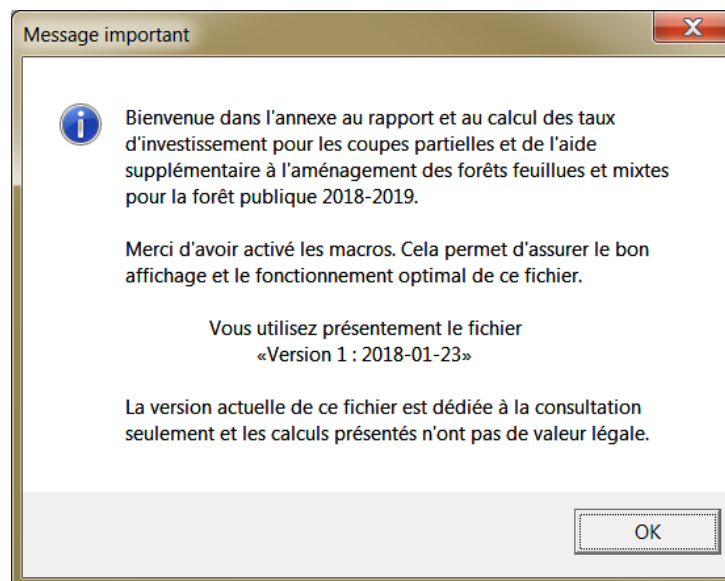 Message important
Bienvenue dans l'annexe au rapport et au calcul des taux
d'investissement pour les coupes partielles et de l'aide
supplémentaire à l'aménagement des forêts feuillues et mixtes
pour la forêt publique 2018-2019.
Merci d'avoir activé les macros. Cela permet d'assurer le bon
affichage et le fonctionnement optimal de ce fichier.
Vous utilisez présentement le fichier
«Version 1 : 2018-01-23»
La version actuelle de ce fichier est dédiée à la consultation
seulement et les calculs présentés n'ont pas de valeur légale.
OK